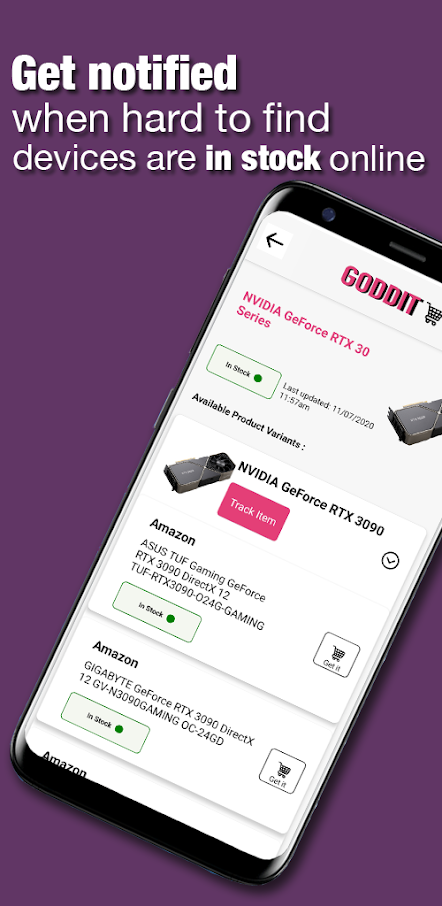 Get notified
when hard to find
devices are in stock online
GODDIT
NVIDIA GeForce RTX 30
Series
In Stock
Last updated: 11/07/2020
11:57am
Available Product Variants :
NVIDIA GeForce RTX 3090
Track Item
Amazon
ASUS TUF Gaming GeForce
RTX 3090 DirectX 12
TUF-RTX3090-O24G-GAMING
In Stock
Get it
Amazon
GIGABYTE GeForce RTX 3090 DirectX
12 GV-N3090GAMING OC-24GD
In Stock
Get it
Amazon